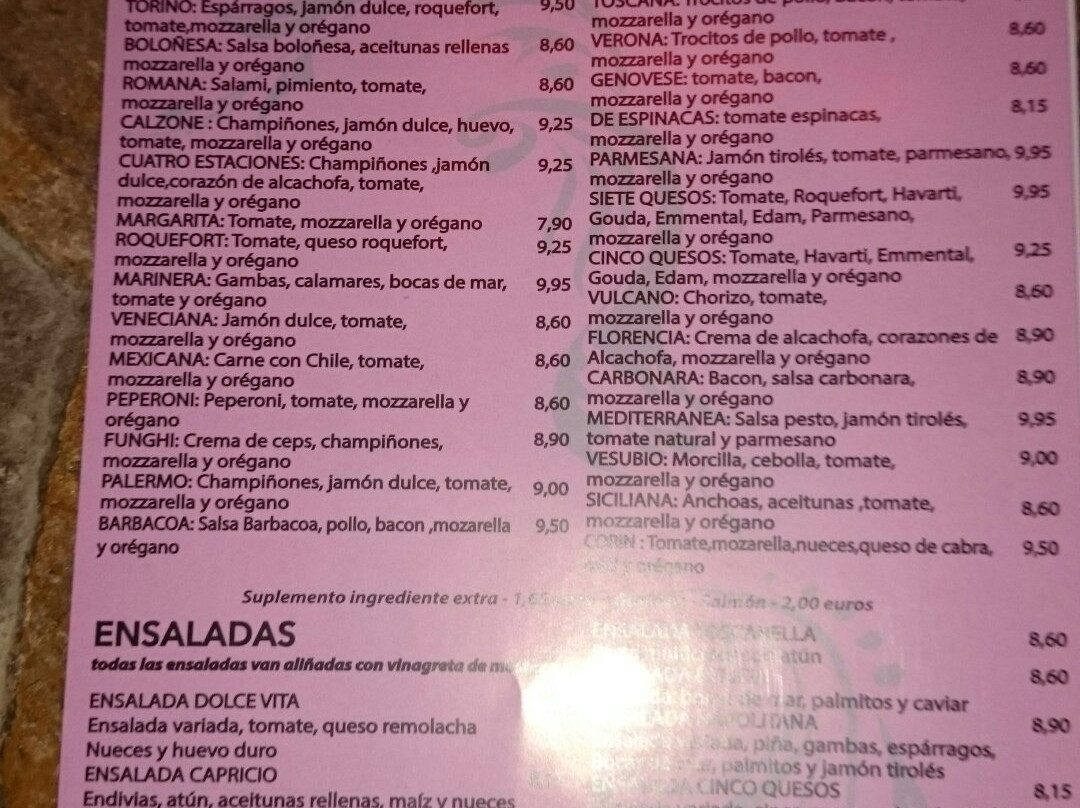 TORINO: Espárragos, jamón dulce, roquefort, 9,50
tomate,mozzarella y orégano
BOLOÑESA: Salsa boloñesa, aceitunas rellenas 8,60
mozzarella y orégano
ROMANA: Salami, pimiento, tomate, 8,60
mozzarella y orégano
CALZONE : Champiñones, jamón dulce, huevo, 9,25
tomate, mozzarella y orégano
CUATRO ESTACIONES: Champiñones ,jamón 9,25
dulce,corazón de alcachofa, tomate,
mozzarella y orégano
MARGARITA: Tomate, mozzarella y orégano 7,90
ROQUEFORT: Tomate, queso roquefort, 9,25
mozzarella y orégano
MARINERA: Gambas, calamares, bocas de mar, 9,95
tomate y orégano
VENECIANA: Jamón dulce, tomate, 8,60
mozzarella y orégano
MEXICANA: Carne con Chile, tomate, 8,60
mozzarella y orégano
PEPERONI: Peperoni, tomate, mozzarella y 8,60
orégano
FUNGHI: Crema de ceps, champiñones, 8,90
mozzarella y orégano
PALERMO: Champiñones, jamón dulce, tomate, 9,00
mozzarella y orégano
BARBACOA: Salsa Barbacoa, pollo, bacon ,mozarella 9,50
y orégano
TOSCANA: Trocitos de pollo, bacon,
mozzarella y orégano 8,60
VERONA: Trocitos de pollo, tomate ,
mozzarella y orégano 8,60
GENOVESE: tomate, bacon,
mozzarella y orégano 8,15
DE ESPINACAS: tomate espinacas,
mozzarella y orégano
PARMESANA: Jamón tirolés, tomate, parmesano, 9,95
mozzarella y orégano
SIETE QUESOS: Tomate, Roquefort, Havarti, 9,95
Gouda, Emmental, Edam, Parmesano,
mozzarella y orégano
CINCO QUESOS: Tomate, Havarti, Emmental, 9,25
Gouda, Edam, mozzarella y orégano
VULCANO: Chorizo, tomate, 8,60
mozzarella y orégano
FLORENCIA: Crema de alcachofa, corazones de 8,90
Alcachofa, mozzarella y orégano
CARBONARA: Bacon, salsa carbonara, 8,90
mozzarella y orégano
MEDITERRANEA: Salsa pesto, jamón tirolés, 9,95
tomate natural y parmesano
VESUBIO: Morcilla, cebolla, tomate, 9,00
mozzarella y orégano
SICILIANA: Anchoas, aceitunas ,tomate, 8,60
mozzarella y orégano
CORIN : Tomate,mozarella,nueces,queso de cabra, 9,50
y orégano
Suplemento ingrediente extra - Salmón - 2,00 euros
ENSALADAS
todas las ensaladas van aliñadas con vinagreta de
ENSALADA DOLCE VITA
Ensalada variada, tomate, queso remolacha
Nueces y huevo duro
ENSALADA CAPRICIO
Endivias, atún, aceitunas rellenas, maíz y nueces
ENSALADA 8,60
atún
8,60
de mar, palmitos y caviar
8,90
piña, gambas, espárragos,
palmitos y jamón tirolés
CINCO QUESOS 8,15